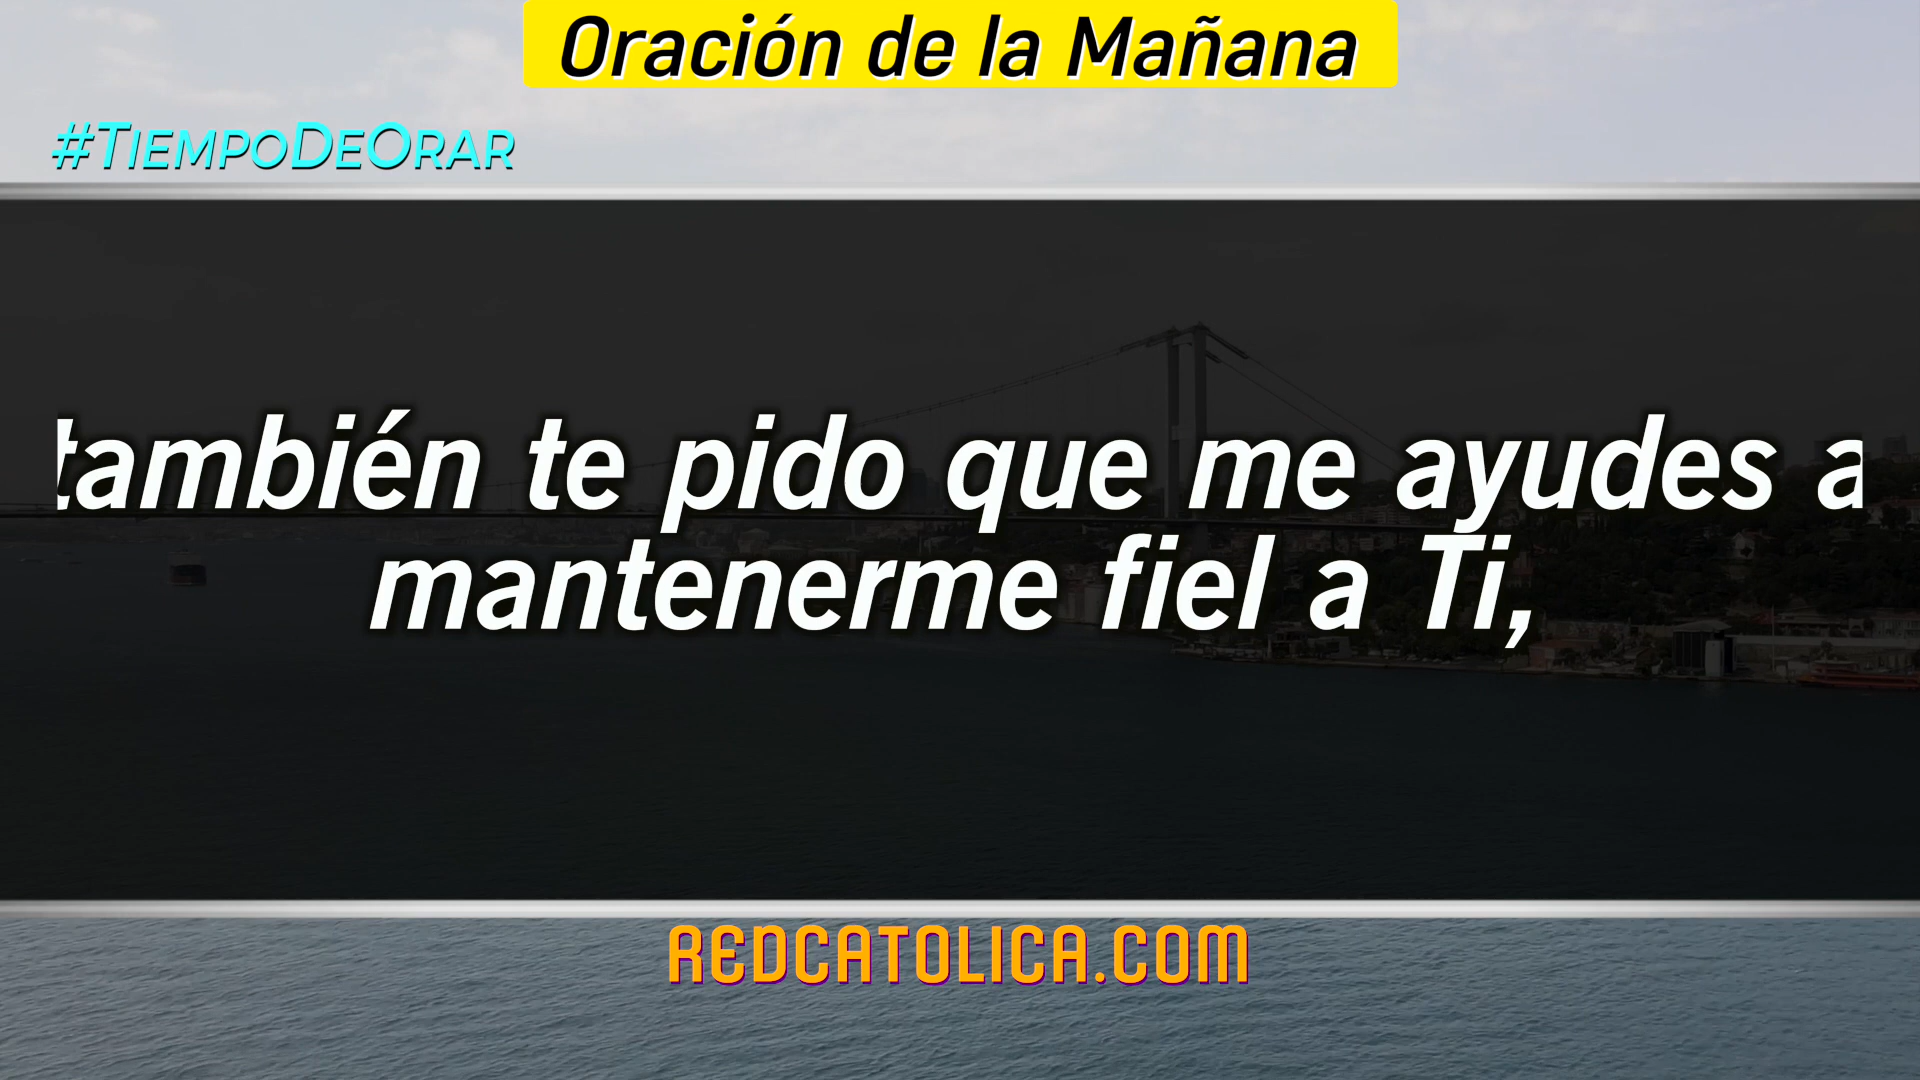 Oración de la Mañana
#TiempoDeOrar
también te pido que me ayudes a
mantenerme fiel a Ti,
REDCATOLICA.COM